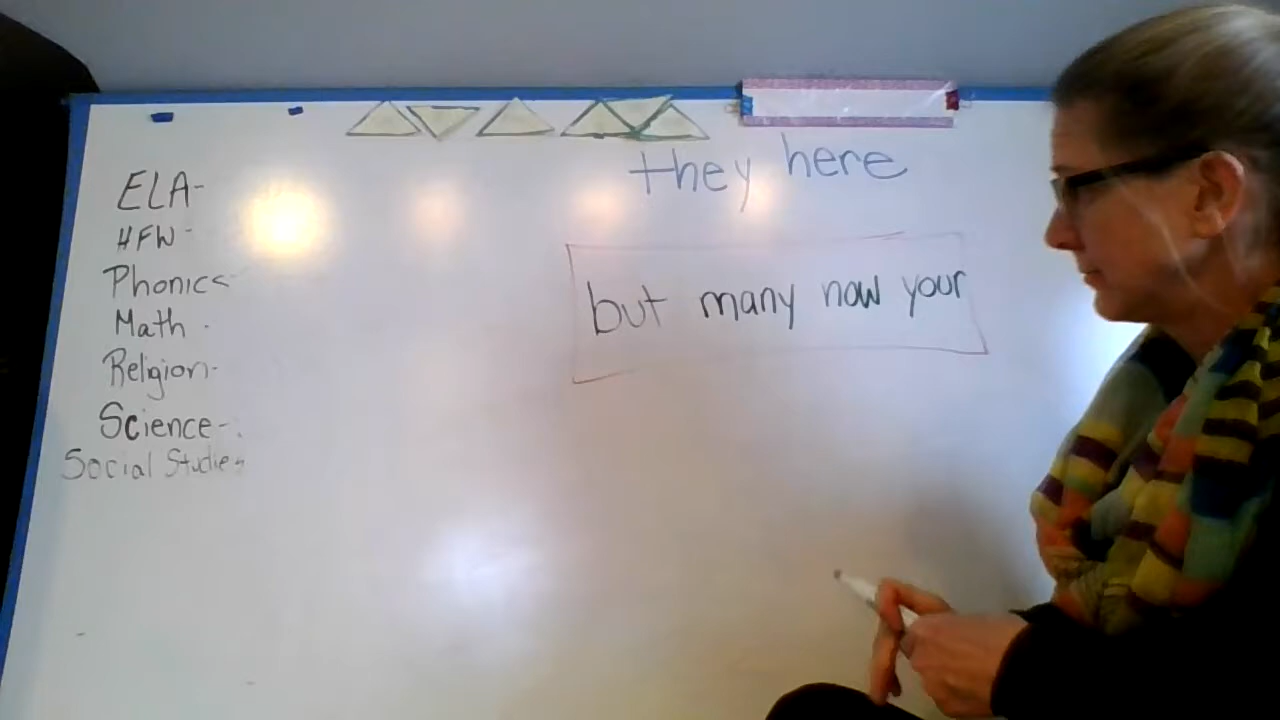 they here
but many now your
ELA-
HFW-
Phonics-
Math -
Religion-
Science-
Social Studies